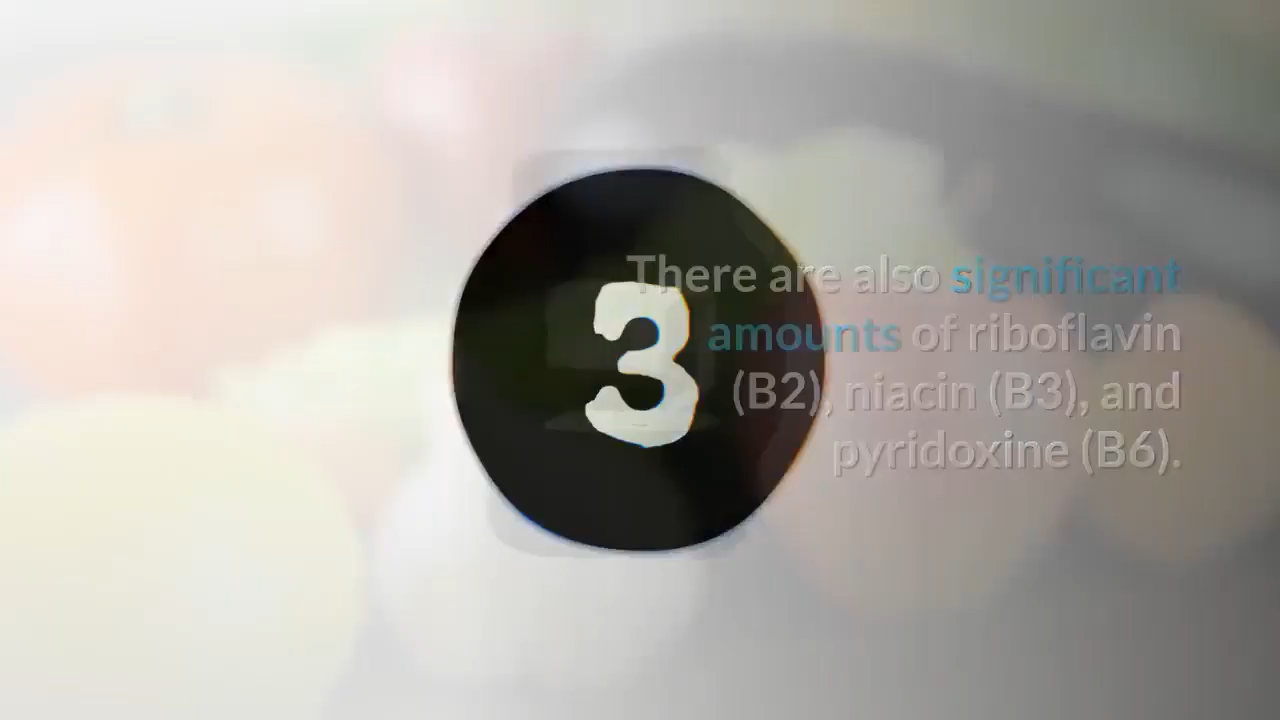 3
There are also significant
amounts of riboflavin
(B2), niacin (B3), and
pyridoxine (B6).